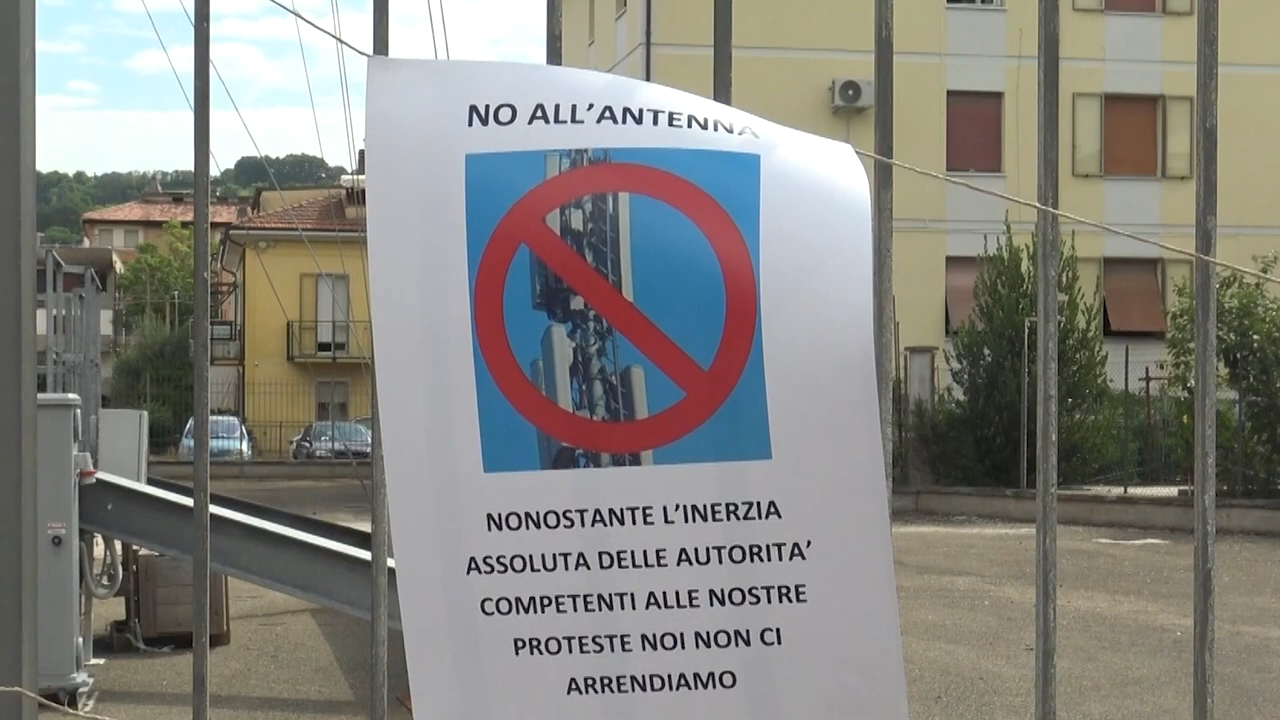 NO ALL'ANTENNA
NONOSTANTE L'INERZIA
ASSOLUTA DELLE AUTORITA'
COMPETENTI ALLE NOSTRE
PROTESTE NOI NON CI
ARRENDIAMO